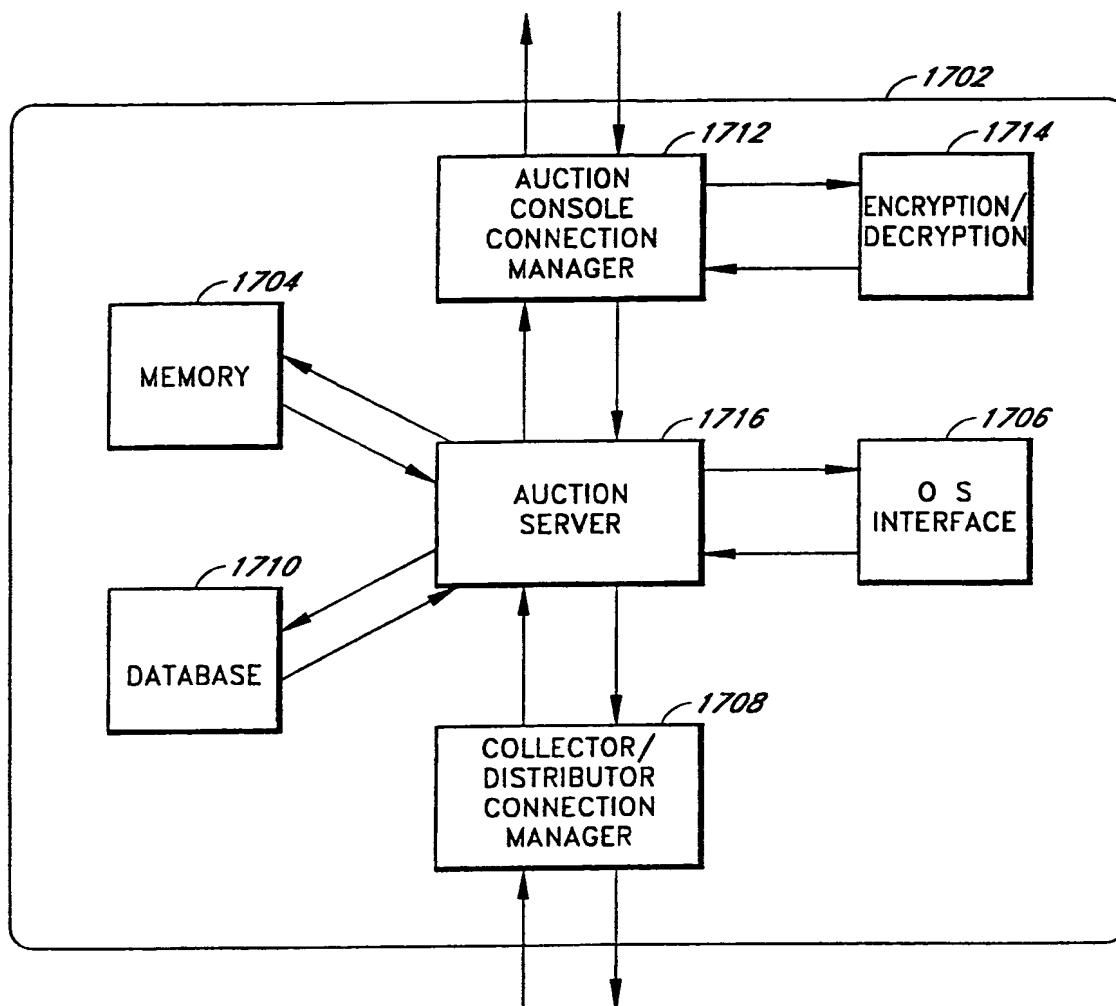 1702
1712
AUCTION
CONSOLE
CONNECTION
MANAGER
1714
ENCRYPTION/
DECRYPTION
1704
MEMORY
1716
AUCTION
SERVER
1706
O S
INTERFACE
1710
DATABASE
1708
COLLECTOR/
DISTRIBUTOR
CONNECTION
MANAGER